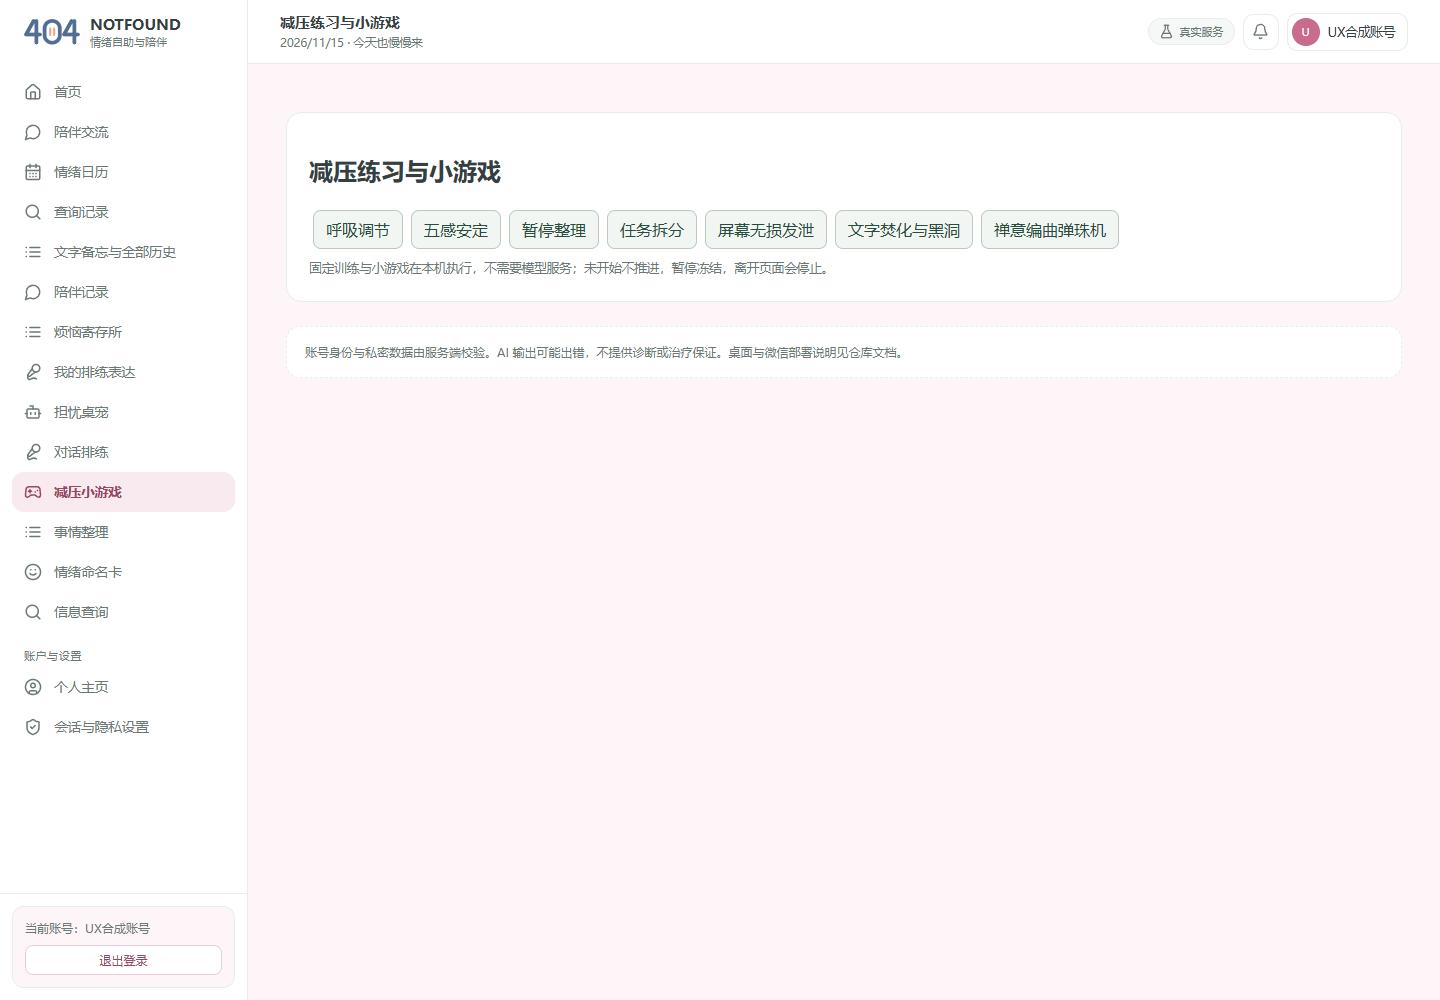 404 NOTFOUND
情绪自助与陪伴
首页
陪伴交流
情绪日历
查询记录
文字备忘与全部历史
陪伴记录
烦恼寄存所
我的排练表达
担忧桌宠
对话排练
减压小游戏
事情整理
情绪命名卡
信息查询
账户与设置
个人主页
会话与隐私设置
当前账号：UX合成账号
退出登录
减压练习与小游戏
2026/11/15 · 今天也慢慢来
真实服务
U UX合成账号
减压练习与小游戏
呼吸调节 五感安定 暂停整理 任务拆分 屏幕无损发泄 文字焚化与黑洞 禅意编曲弹珠机
固定训练与小游戏在本机执行，不需要模型服务；未开始不推进，暂停冻结，离开页面会停止。
账号身份与私密数据由服务端校验。AI 输出可能出错，不提供诊断或治疗保证。桌面与微信部署说明见仓库文档。